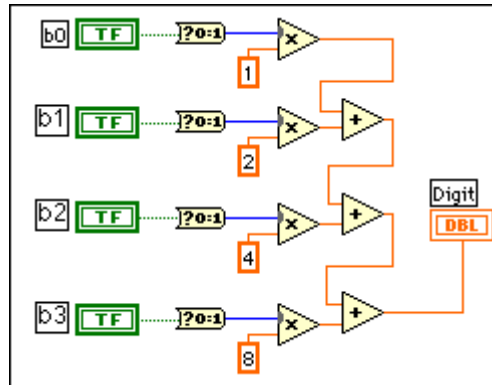 b0 TF ?0:1 x
1
b1 TF ?0:1 x +
2
b2 TF ?0:1 x +
4
Digit
DBL
b3 TF ?0:1 x +
8